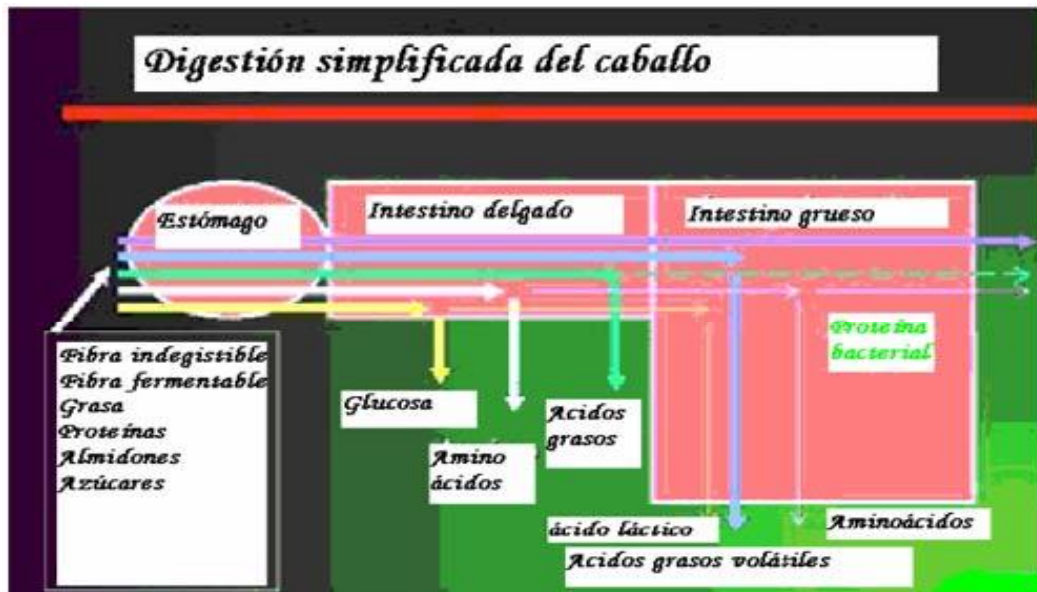 Digestión simplificada del caballo
Estómago
Intestino delgado
Intestino grueso
Fibra indegistible
Fibra fermentable
Grasa
Proteínas
Almidones
Azúcares
Glucosa
Amino
ácidos
Acidos
grasos
Proteína
bacterial
ácido láctico
Aminoácidos
Acidos grasos volátiles